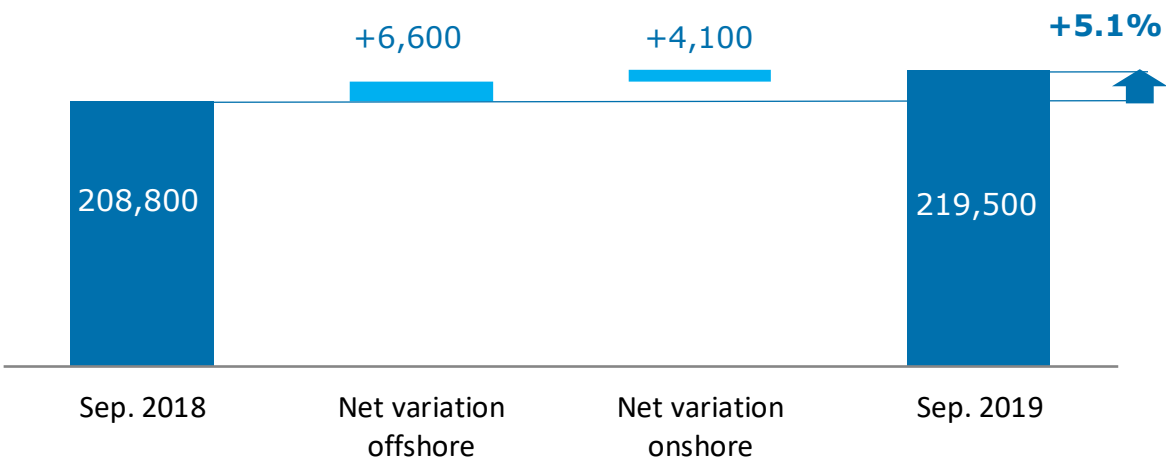 +5.1%
+6,600
+4,100
208,800
219,500
Sep. 2018
Net variation
offshore
Net variation
onshore
Sep. 2019